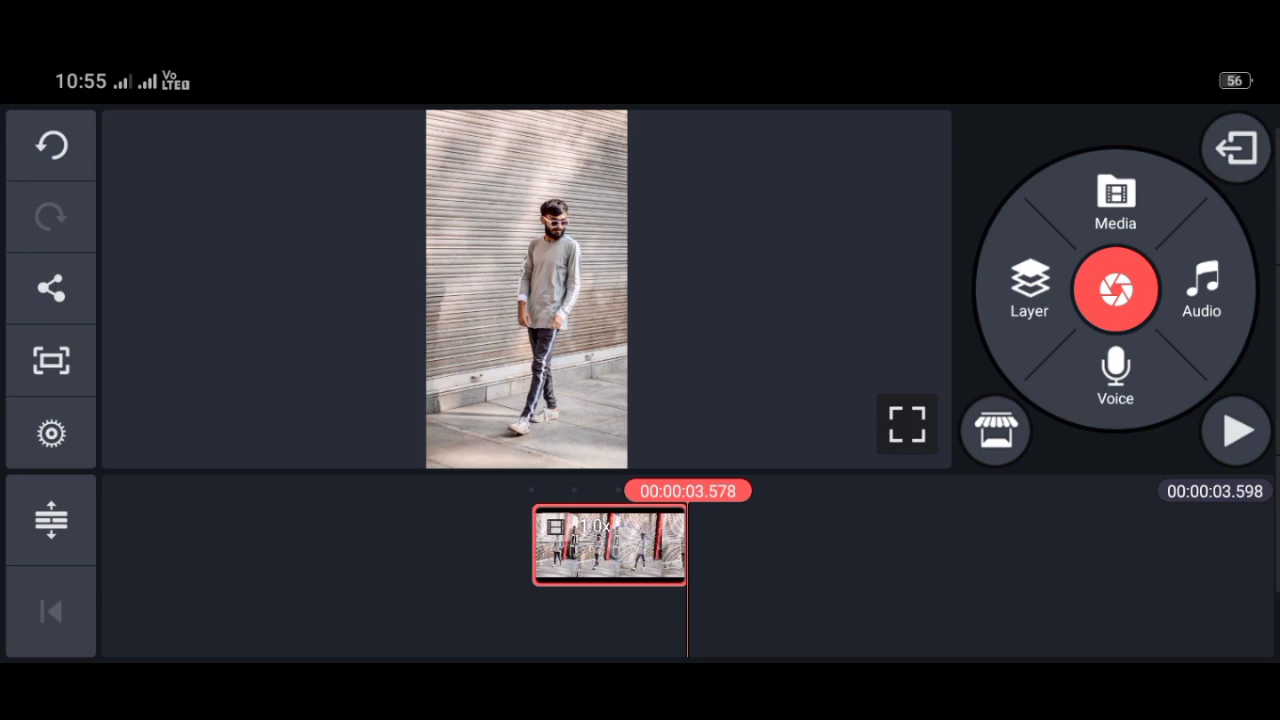 10:55 Vo LTE 56
Media
Layer
Audio
Voice
00:00:03.578
00:00:03.598
1.0x